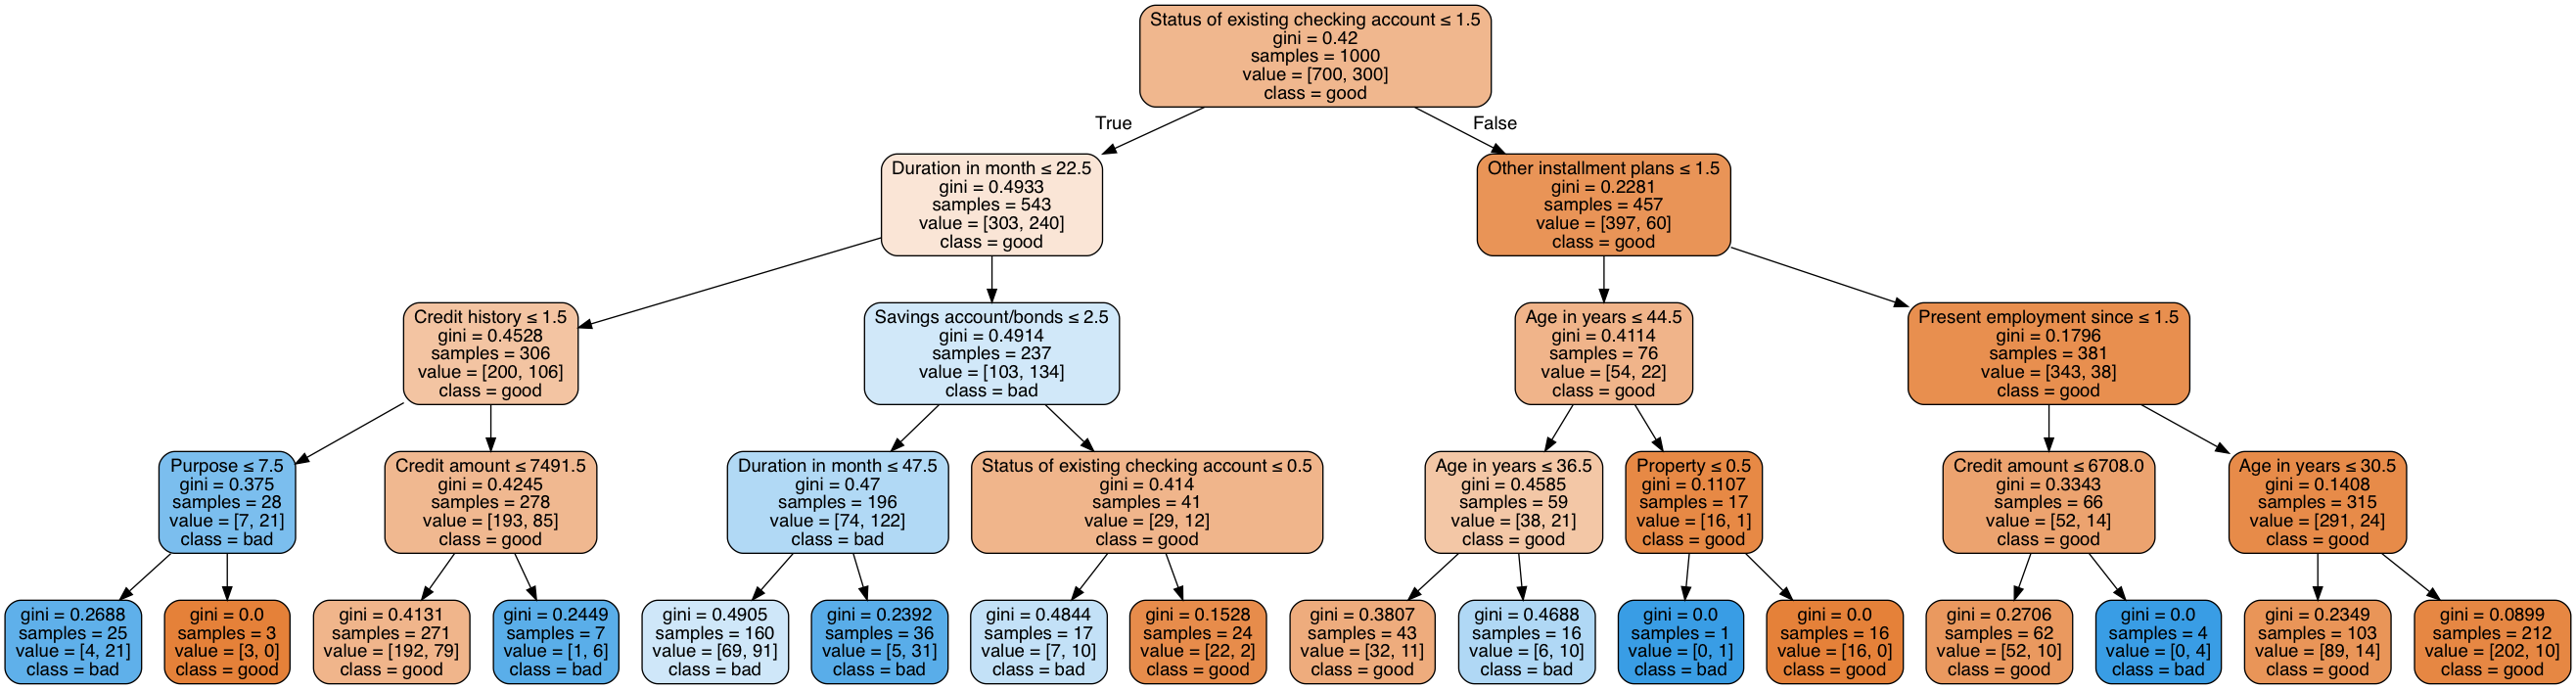 Status of existing checking account ≤ 1.5
gini = 0.42
samples = 1000
value = [700, 300]
class = good
True
False
Duration in month ≤ 22.5
gini = 0.4933
samples = 543
value = [303, 240]
class = good
Other installment plans ≤ 1.5
gini = 0.2281
samples = 457
value = [397, 60]
class = good
Credit history ≤ 1.5
gini = 0.4528
samples = 306
value = [200, 106]
class = good
Savings account/bonds ≤ 2.5
gini = 0.4914
samples = 237
value = [103, 134]
class = bad
Age in years ≤ 44.5
gini = 0.4114
samples = 76
value = [54, 22]
class = good
Present employment since ≤ 1.5
gini = 0.1796
samples = 381
value = [343, 38]
class = good
Purpose ≤ 7.5
gini = 0.375
samples = 28
value = [7, 21]
class = bad
Credit amount ≤ 7491.5
gini = 0.4245
samples = 278
value = [193, 85]
class = good
Duration in month ≤ 47.5
gini = 0.47
samples = 196
value = [74, 122]
class = bad
Status of existing checking account ≤ 0.5
gini = 0.414
samples = 41
value = [29, 12]
class = good
Age in years ≤ 36.5
gini = 0.4585
samples = 59
value = [38, 21]
class = good
Property ≤ 0.5
gini = 0.1107
samples = 17
value = [16, 1]
class = good
Credit amount ≤ 6708.0
gini = 0.3343
samples = 66
value = [52, 14]
class = good
Age in years ≤ 30.5
gini = 0.1408
samples = 315
value = [291, 24]
class = good
gini = 0.2688
samples = 25
value = [4, 21]
class = bad
gini = 0.0
samples = 3
value = [3, 0]
class = good
gini = 0.4131
samples = 271
value = [192, 79]
class = good
gini = 0.2449
samples = 7
value = [1, 6]
class = bad
gini = 0.4905
samples = 160
value = [69, 91]
class = bad
gini = 0.2392
samples = 36
value = [5, 31]
class = bad
gini = 0.4844
samples = 17
value = [7, 10]
class = bad
gini = 0.1528
samples = 24
value = [22, 2]
class = good
gini = 0.3807
samples = 43
value = [32, 11]
class = good
gini = 0.4688
samples = 16
value = [6, 10]
class = bad
gini = 0.0
samples = 1
value = [0, 1]
class = bad
gini = 0.0
samples = 16
value = [16, 0]
class = good
gini = 0.2706
samples = 62
value = [52, 10]
class = good
gini = 0.0
samples = 4
value = [0, 4]
class = bad
gini = 0.2349
samples = 103
value = [89, 14]
class = good
gini = 0.0899
samples = 212
value = [202, 10]
class = good